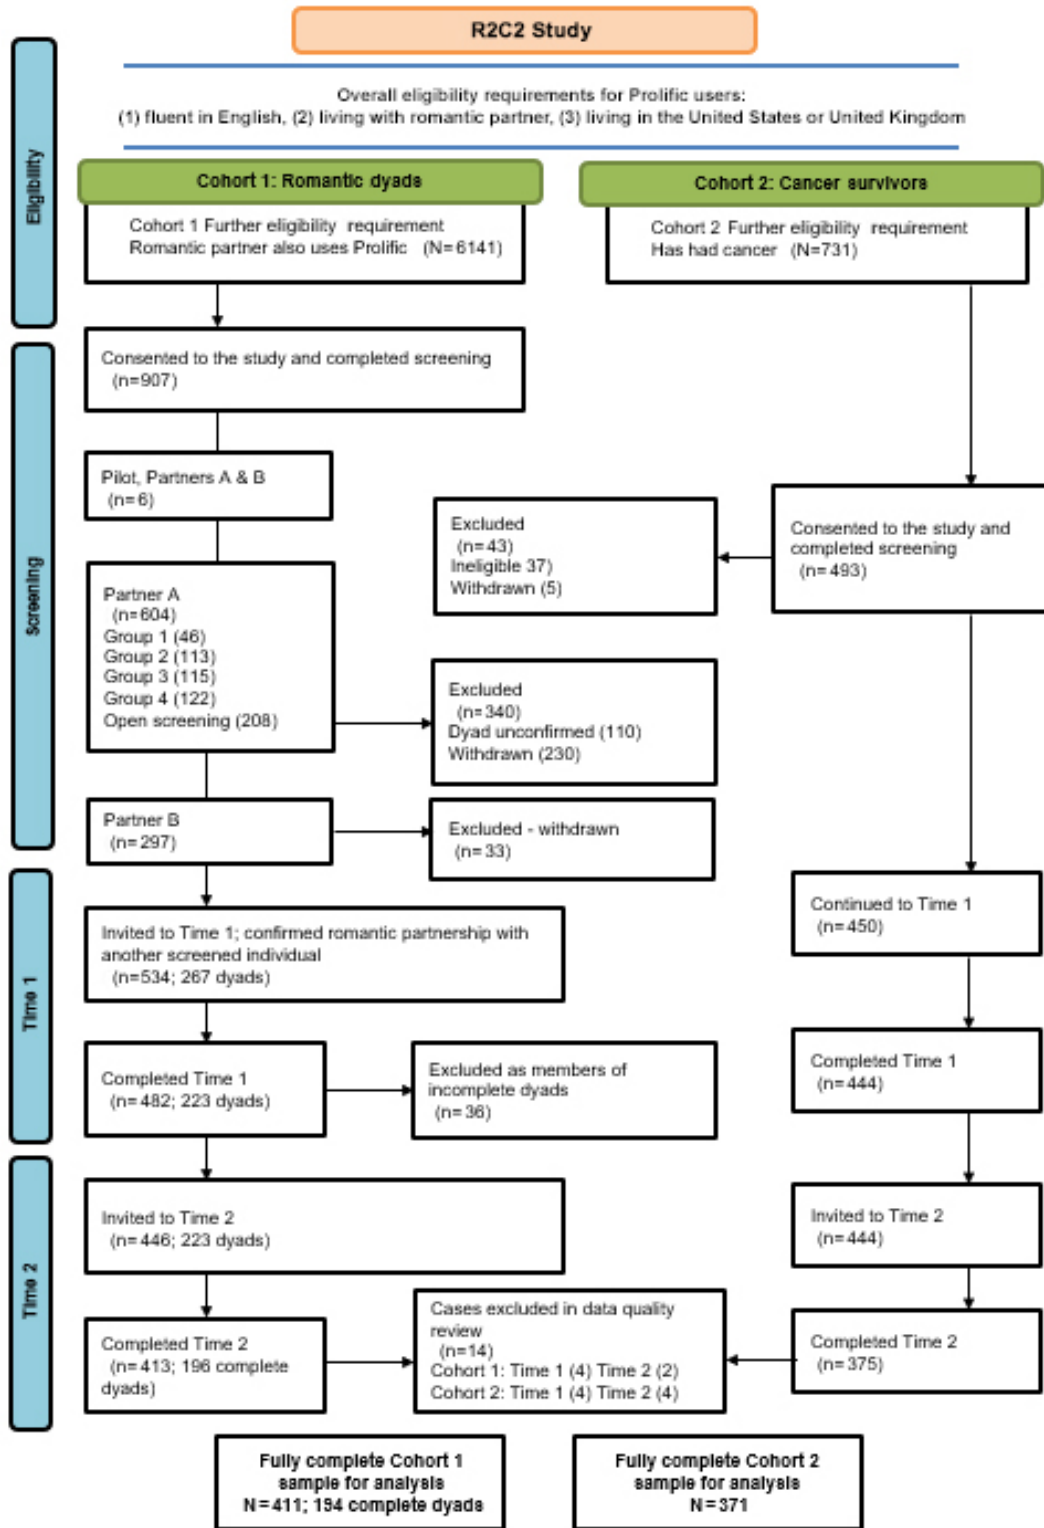 R2C2 Study
Eligibility
Overall eligibility requirements for Prolific users:
(1) fluent in English, (2) living with romantic partner, (3) living in the United States or United Kingdom
Cohort 1: Romantic dyads
Cohort 1 Further eligibility requirement
Romantic partner also uses Prolific (N= 6141)
Cohort 2: Cancer survivors
Cohort 2 Further eligibility requirement
Has had cancer (N=731)
screening
Consented to the study and completed screening
(n=907)
Pilot, Partners A & B
(n= 6)
Excluded
(n= 43)
Ineligible 37)
Withdrawn (5)
Consented to the study and
completed screening
(n= 493)
Partner A
(n= 604)
Group 1 (46)
Group 2 (113)
Group 3 (115)
Group 4 (122)
Open screening (208)
Excluded
(n= 340)
Dyad unconfirmed (110)
Withdrawn (230)
Partner B
(n= 297)
Excluded - withdrawn
(n= 33)
Time 1
Invited to Time 1; confirmed romantic partnership with
another screened individual
(n=534; 267 dyads)
Continued to Time 1
(n= 450)
Completed Time 1
(n= 482; 223 dyads)
Excluded as members of
incomplete dyads
(n= 36)
Completed Time 1
(n= 444)
Time 2
Invited to Time 2
(n= 446; 223 dyads)
Invited to Time 2
(n= 444)
Completed Time 2
(n= 413; 196 complete
dyads)
Cases excluded in data quality
review
(n=14)
Cohort 1: Time 1 (4) Time 2 (2)
Cohort 2: Time 1 (4) Time 2 (4)
Completed Time 2
(n= 375)
Fully complete Cohort 1
sample for analysis
N = 411; 194 complete dyads
Fully complete Cohort 2
sample for analysis
N = 371